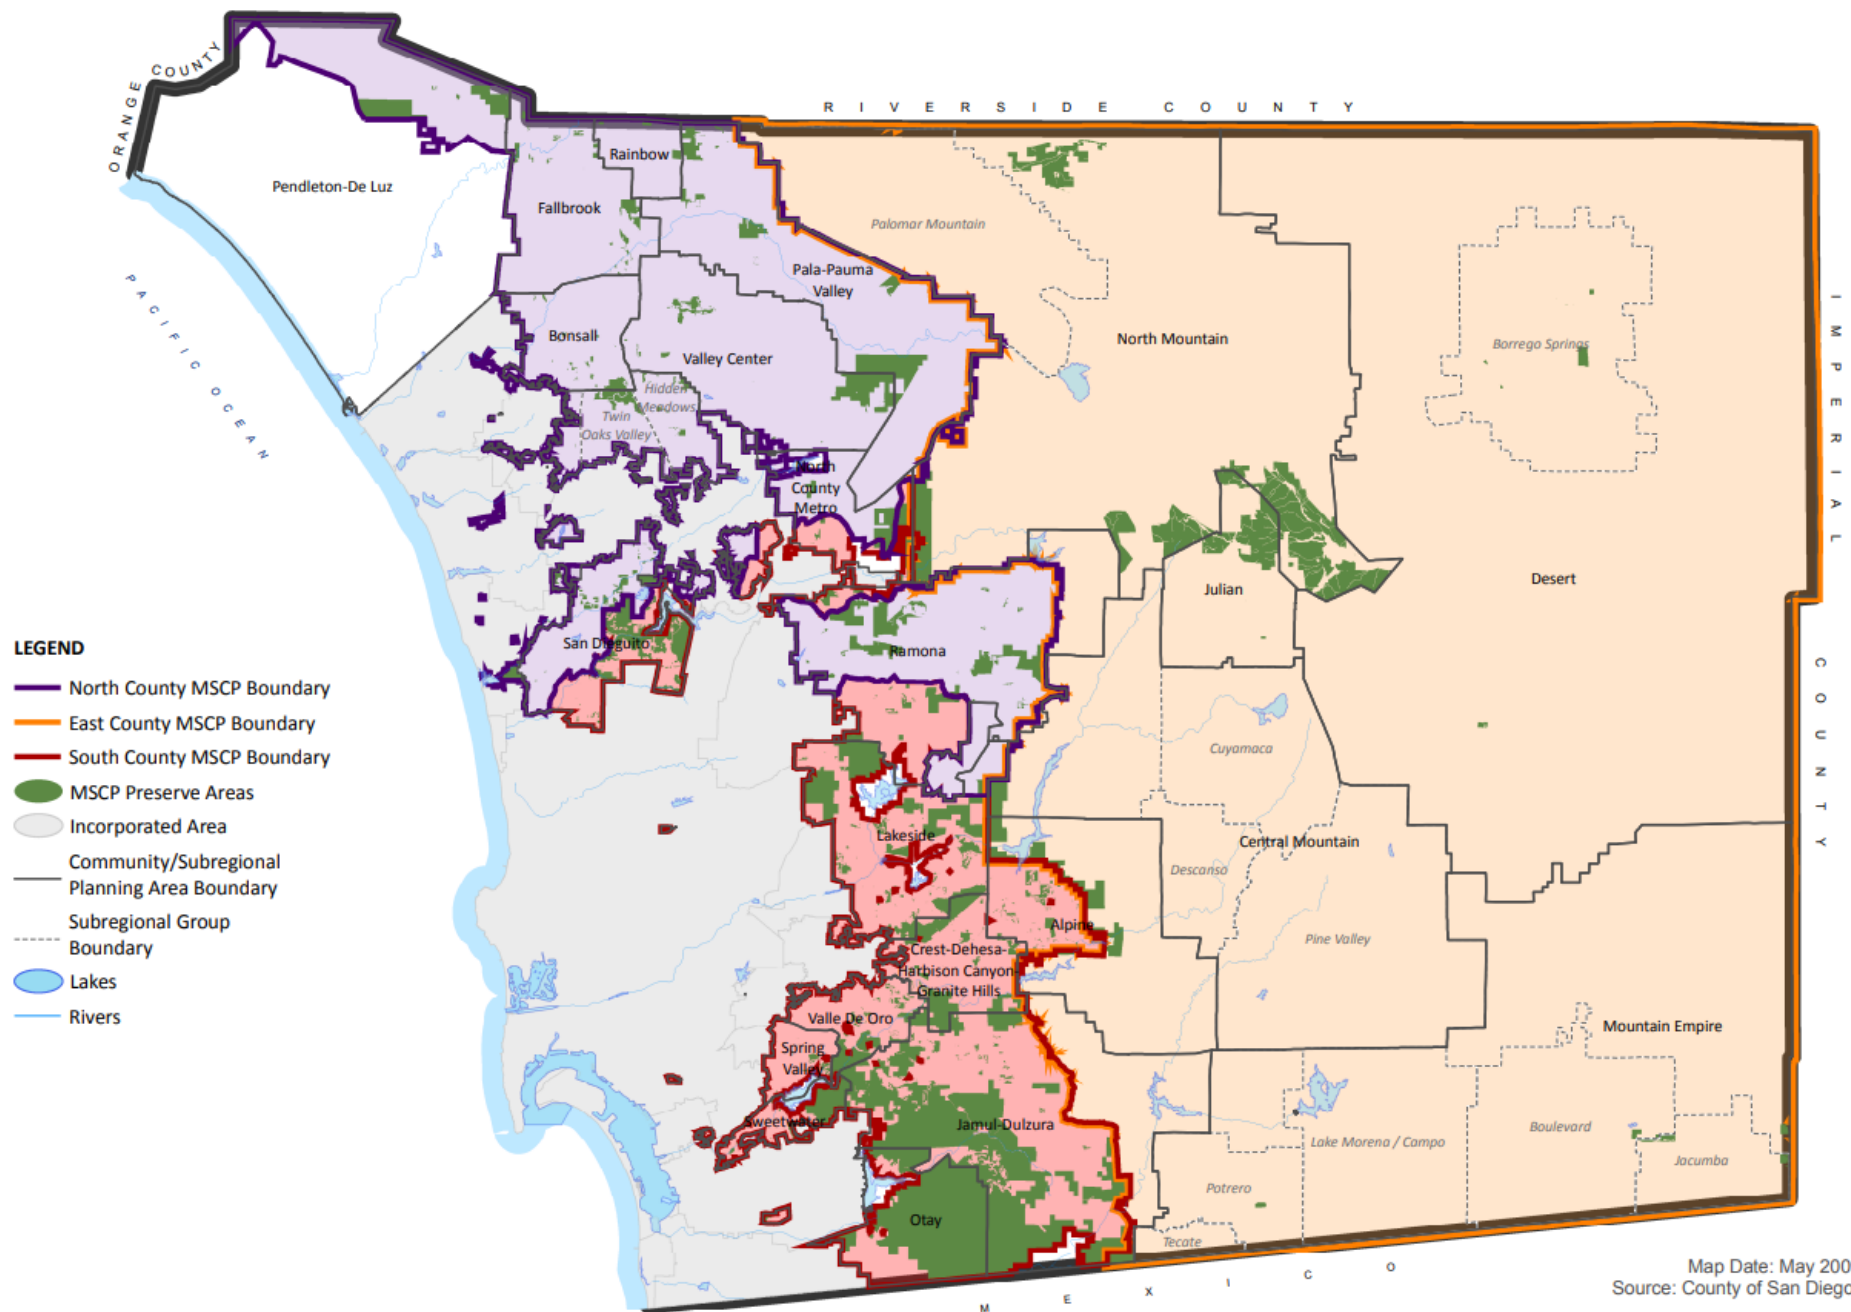 ORANGE COUNTY
RIVERSIDE COUNTY
Rainbow
Pendleton-De Luz
Fallbrook
Palomar Mountain
PACIFIC OCEAN
Pala-Pauma
Valley
IMPERIAL
COUNTY
Bonsall
North Mountain
Borrego Springs
Valley Center
Hidden
Meadows
Twin
Oaks Valley
North
County
Metro
Julian
Desert
San Dieguito
Ramona
LEGEND
North County MSCP Boundary
East County MSCP Boundary
South County MSCP Boundary
MSCP Preserve Areas
Incorporated Area
Community/Subregional
Planning Area Boundary
Subregional Group
Boundary
Lakes
Rivers
Cuyamaca
Lakeside
Central Mountain
Descanso
Alpine
Pine Valley
Crest-Dehesa-
Harbison Canyon-
Granite Hills
Valle De Oro
Mountain Empire
Spring
Valley
Sweetwater
Jamul-Dulzura
Lake Morena / Campo
Boulevard
Jacumba
Potrero
Otay
Tecate
MEXICO
Map Date: May 200
Source: County of San Diego